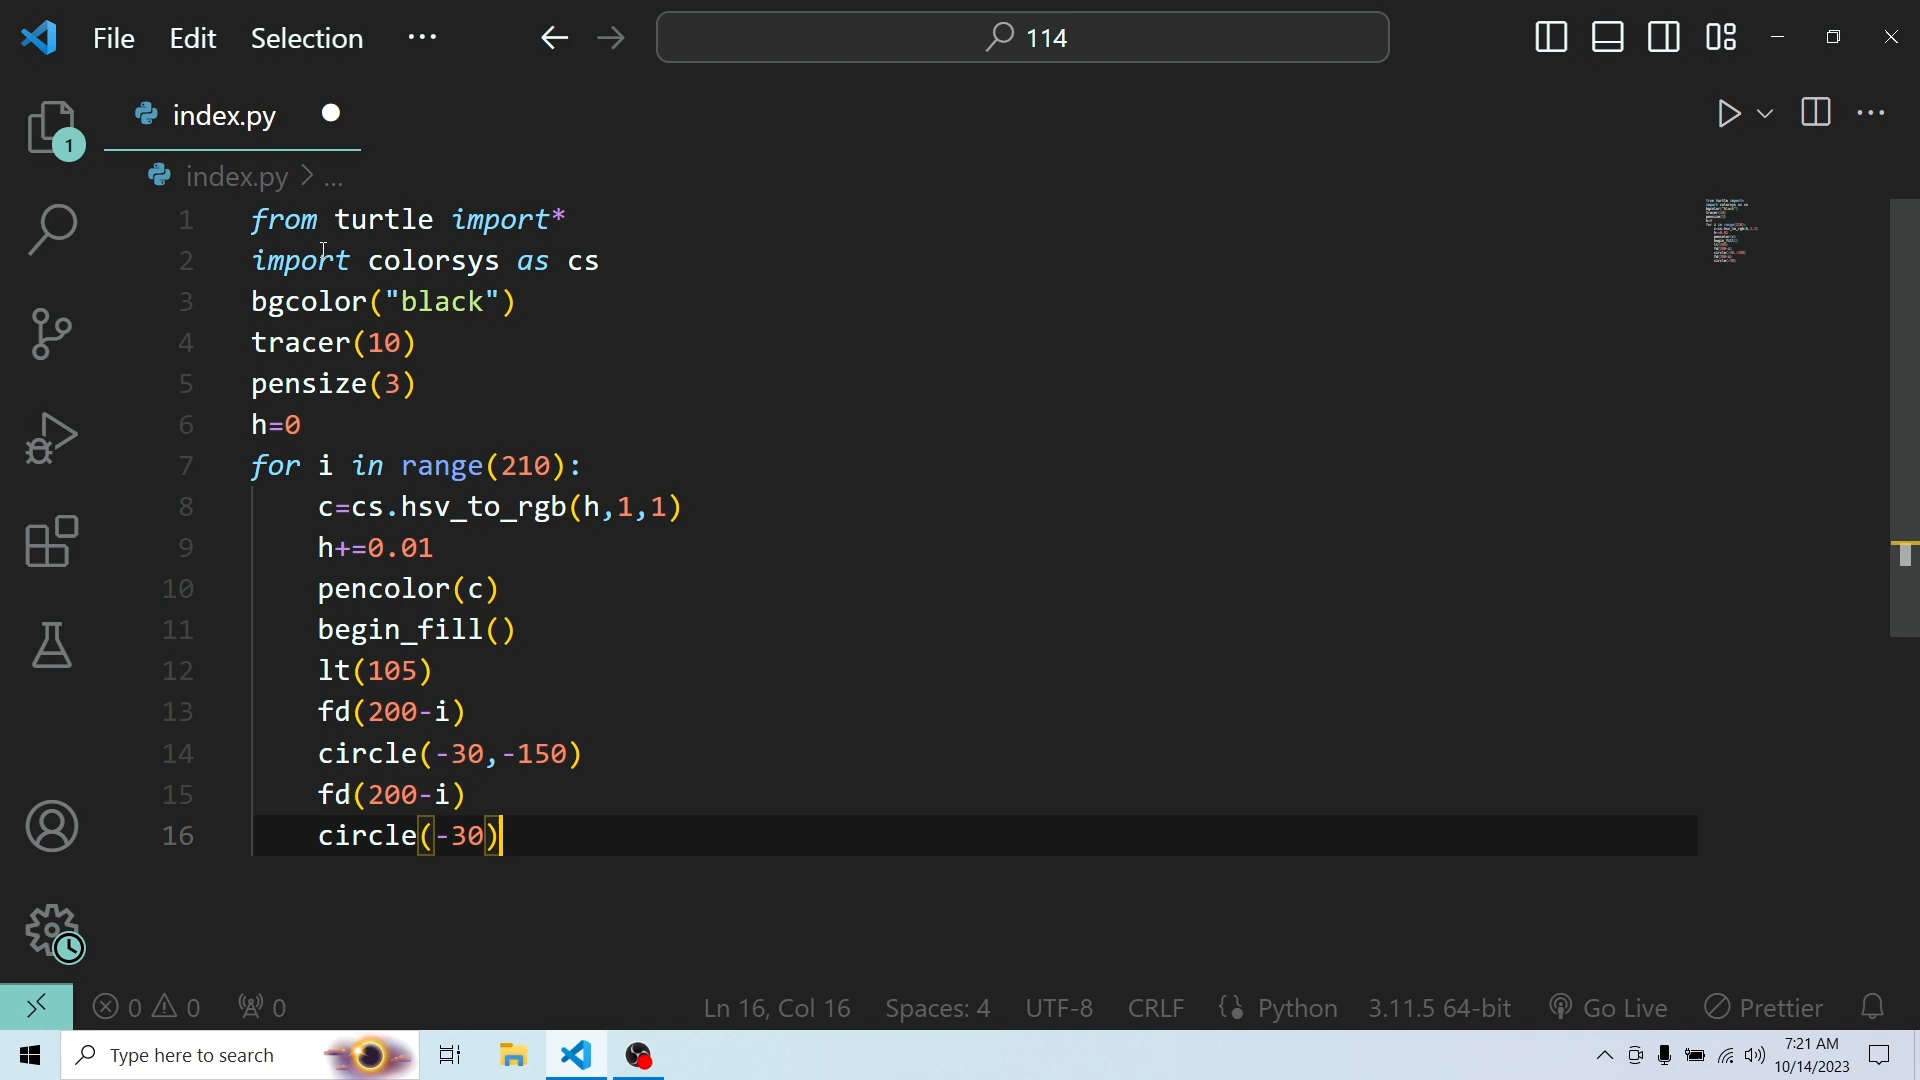 File Edit Selection ···
114
index.py
1
index.py > ...
1 from turtle import*
2 import colorsys as cs
3 bgcolor("black")
4 tracer(10)
5 pensize(3)
6 h=0
7 for i in range(210):
8 c=cs.hsv_to_rgb(h,1,1)
9 h+=0.01
10 pencolor(c)
11 begin_fill()
12 lt(105)
13 fd(200-i)
14 circle(-30,-150)
15 fd(200-i)
16 circle(-30)
0 0 0 Ln 16, Col 16 Spaces: 4 UTF-8 CRLF {} Python 3.11.5 64-bit Go Live Prettier
Type here to search
7:21 AM
10/14/2023